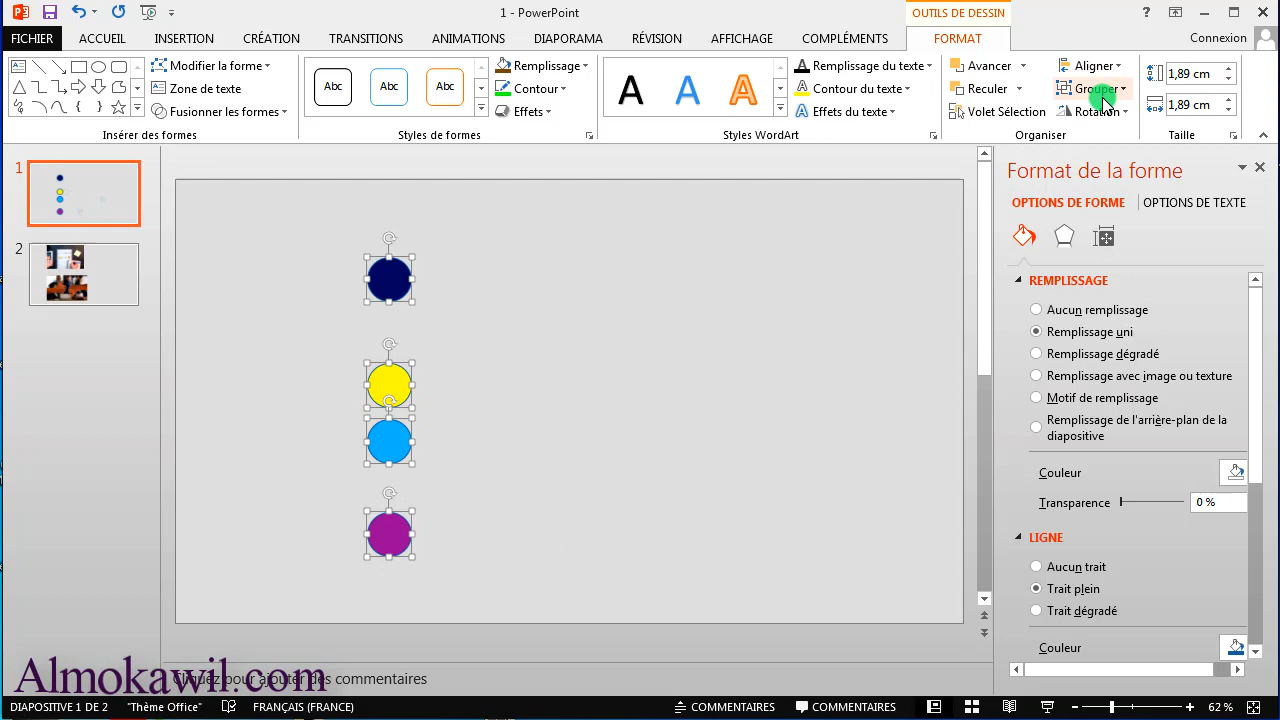 1 - PowerPoint
OUTILS DE DESSIN
?
FICHIER ACCUEIL INSERTION CRÉATION TRANSITIONS ANIMATIONS DIAPORAMA RÉVISION AFFICHAGE COMPLÉMENTS FORMAT Connexion
Modifier la forme
Zone de texte
Fusionner les formes
Insérer des formes
Abc Abc Abc
Remplissage
Contour
Effets
Styles de formes
A A A
Remplissage du texte
Contour du texte
Effets du texte
Styles WordArt
Avancer
Reculer
Volet Sélection
Aligner
Grouper
Rotation
Organiser
1,89 cm
1,89 cm
Taille
1
2
Format de la forme
OPTIONS DE FORME OPTIONS DE TEXTE
REMPLISSAGE
Aucun remplissage
Remplissage uni
Remplissage dégradé
Remplissage avec image ou texture
Motif de remplissage
Remplissage de l'arrière-plan de la
diapositive
Couleur
Transparence 0 %
LIGNE
Aucun trait
Trait plein
Trait dégradé
Couleur
Cliquez pour ajouter des commentaires
Almokawil.com
DIAPOSITIVE 1 DE 2 "Thème Office" FRANÇAIS (FRANCE) COMMENTAIRES COMMENTAIRES 62 %